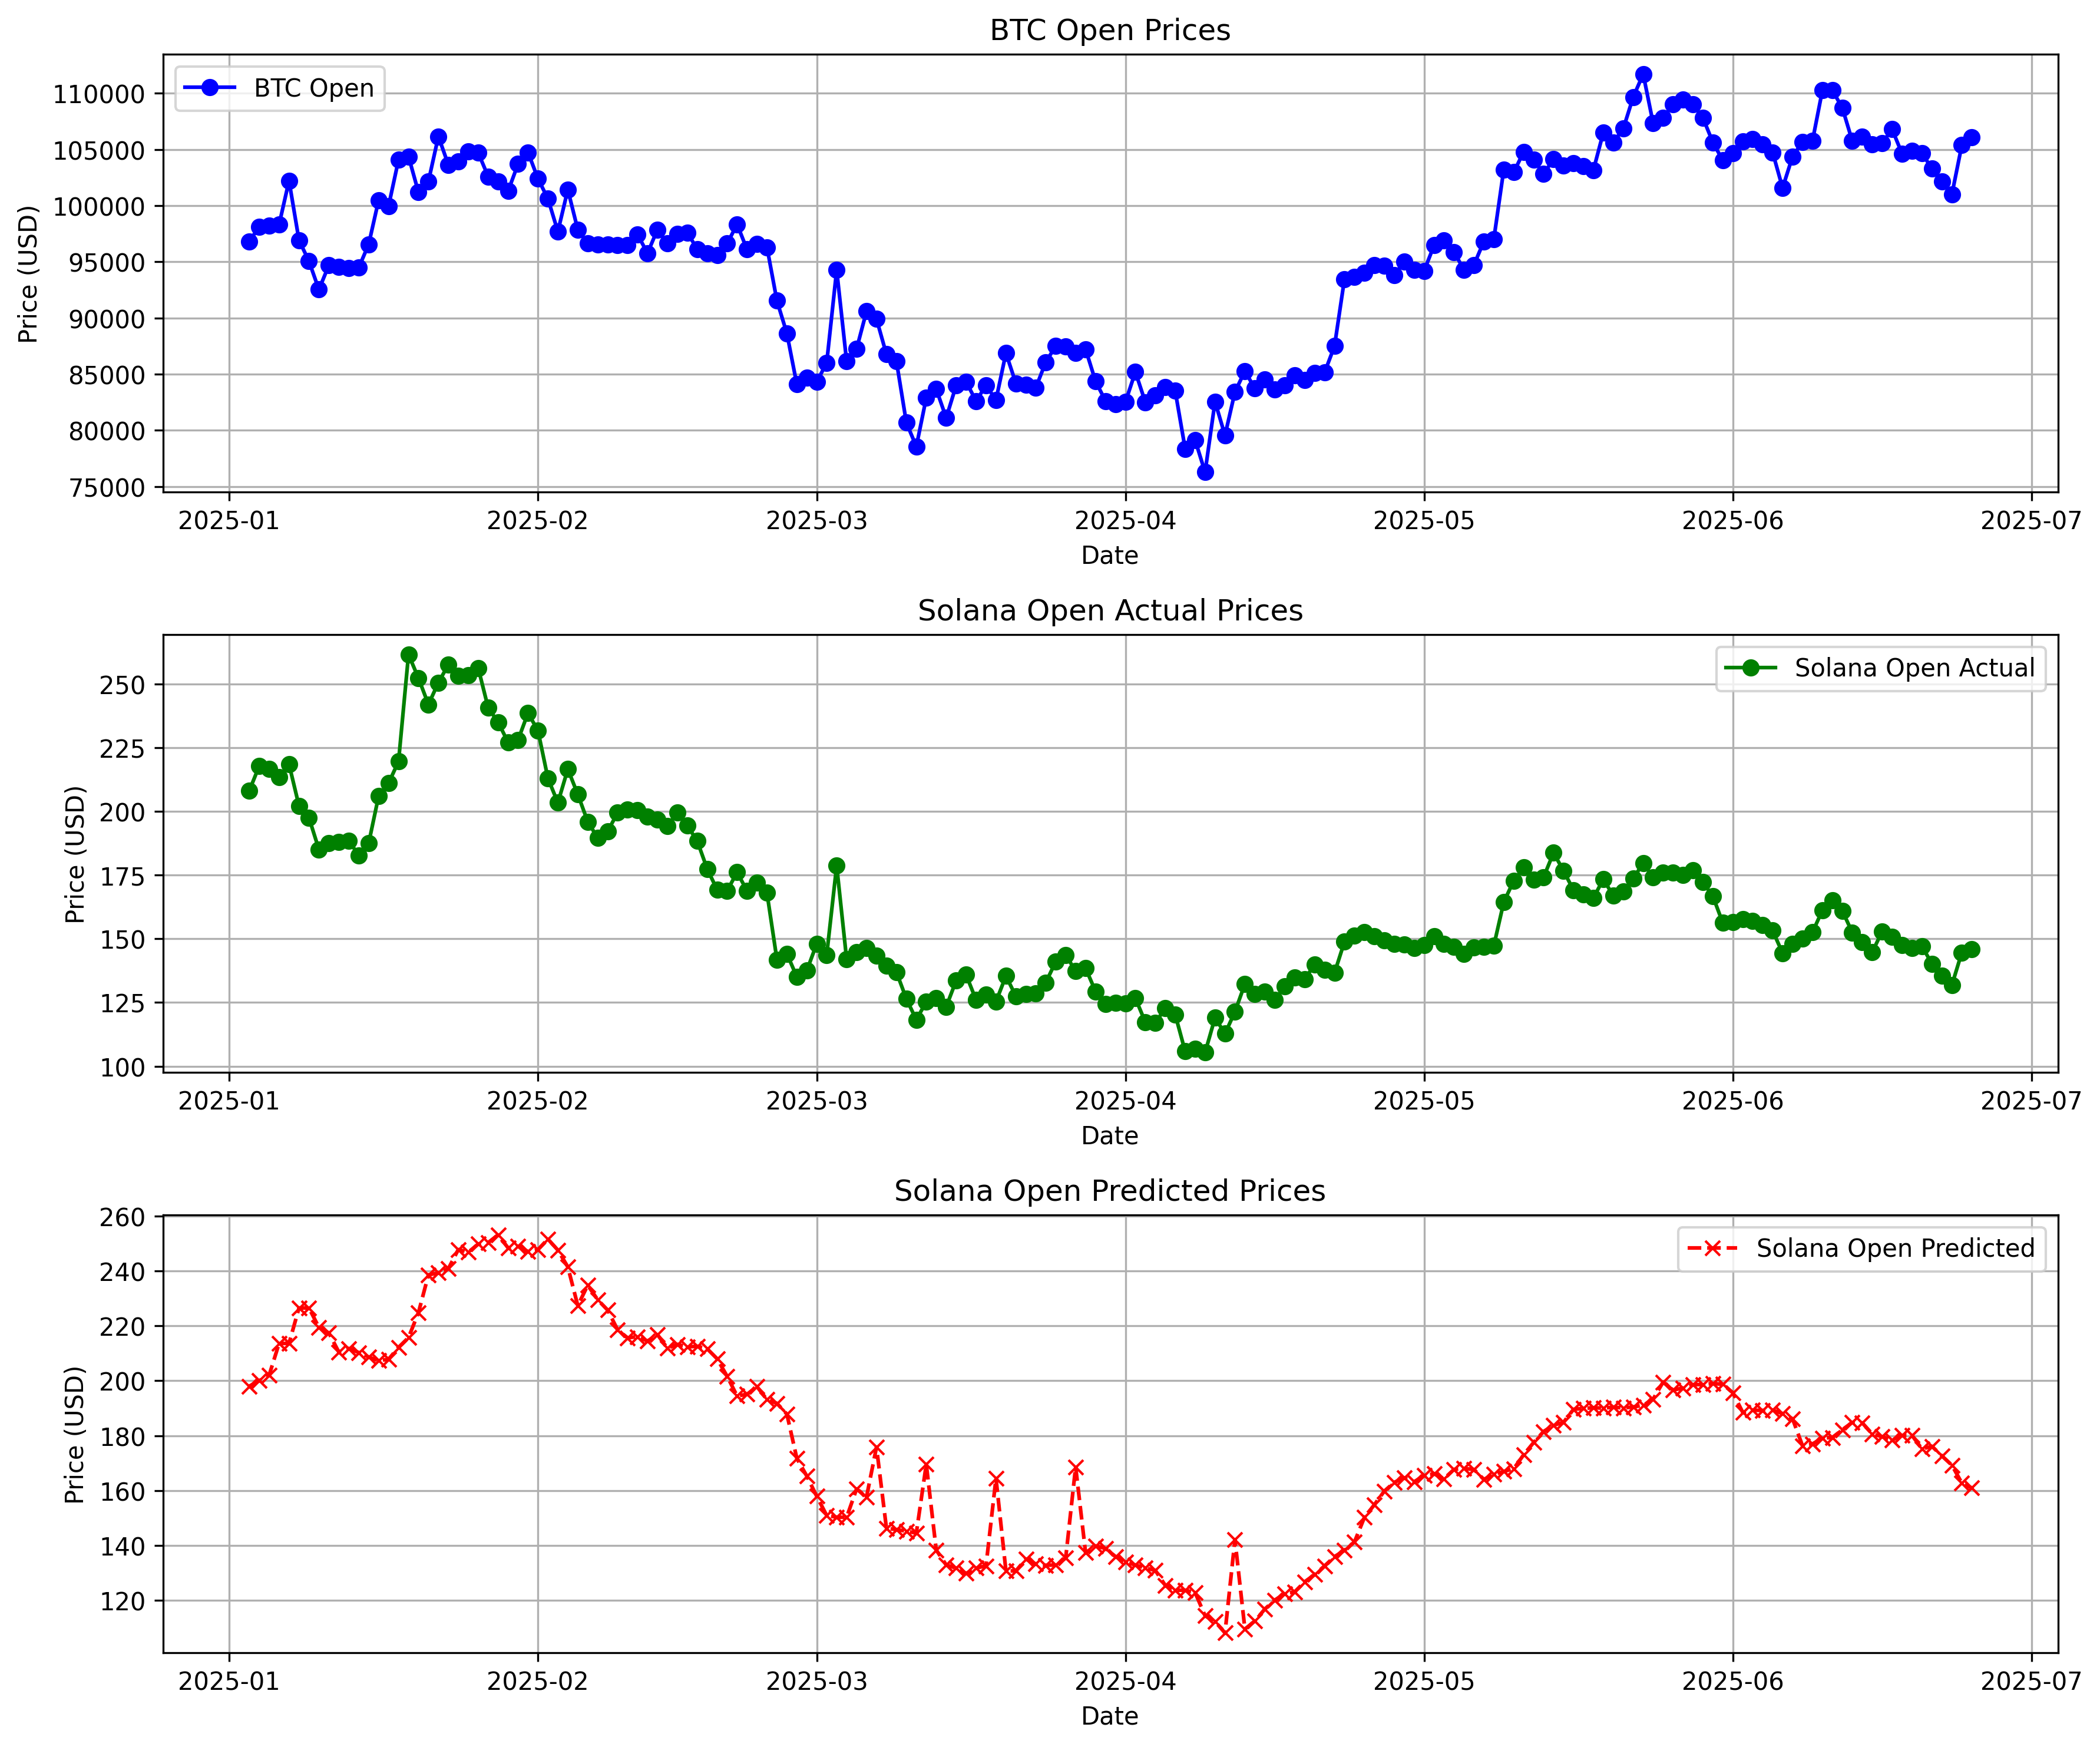 BTC Open Prices
BTC Open
Price (USD)
110000
105000
100000
95000
90000
85000
80000
75000
2025-01 2025-02 2025-03 2025-04 2025-05 2025-06 2025-07
Date
Solana Open Actual Prices
Solana Open Actual
Price (USD)
250
225
200
175
150
125
100
2025-01 2025-02 2025-03 2025-04 2025-05 2025-06 2025-07
Date
Solana Open Predicted Prices
Solana Open Predicted
Price (USD)
260
240
220
200
180
160
140
120
2025-01 2025-02 2025-03 2025-04 2025-05 2025-06 2025-07
Date